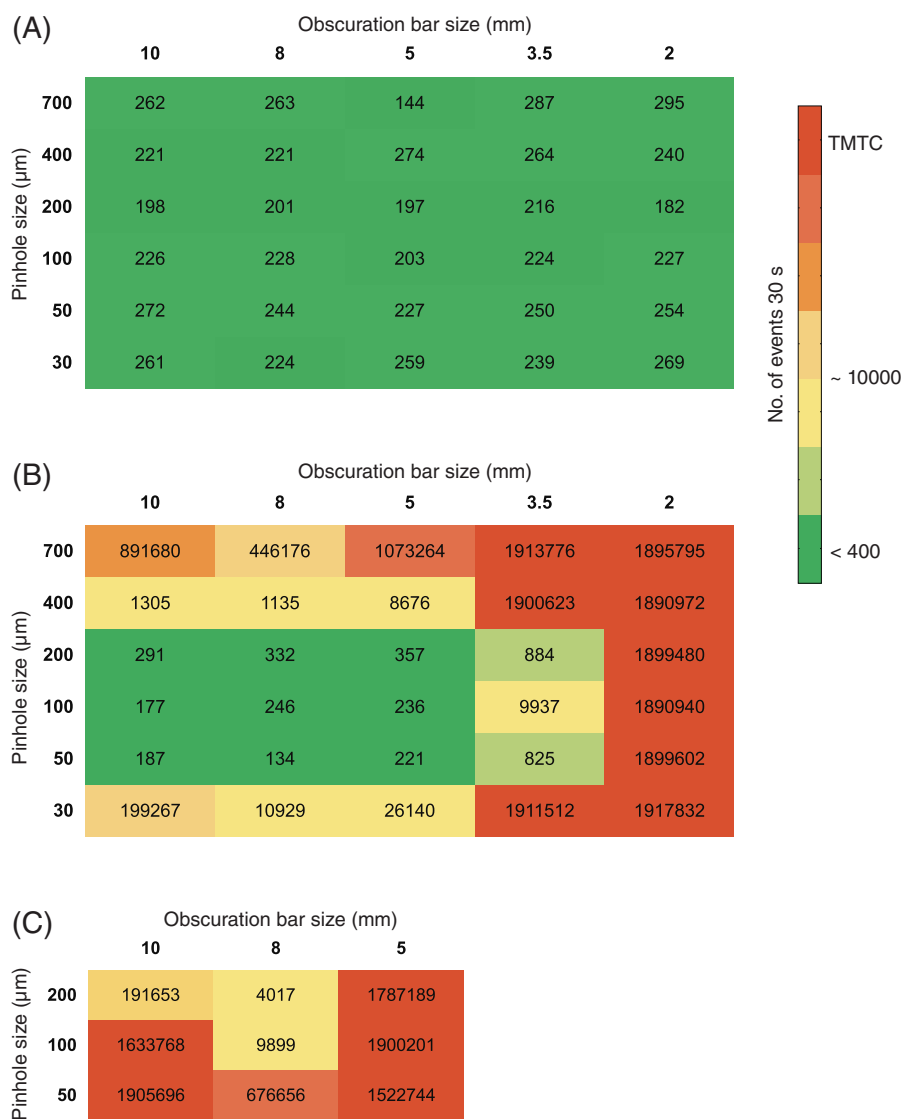 (A)
Obscuration bar size (mm)
10 8 5 3.5 2
Pinhole size (µm)
700 262 263 144 287 295
400 221 221 274 264 240
200 198 201 197 216 182
100 226 228 203 224 227
50 272 244 227 250 254
30 261 224 259 239 269
No. of events 30 s
TMTC
~ 10000
< 400
(B)
Obscuration bar size (mm)
10 8 5 3.5 2
Pinhole size (µm)
700 891680 446176 1073264 1913776 1895795
400 1305 1135 8676 1900623 1890972
200 291 332 357 884 1899480
100 177 246 236 9937 1890940
50 187 134 221 825 1899602
30 199267 10929 26140 1911512 1917832
(C)
Obscuration bar size (mm)
10 8 5
Pinhole size (µm)
200 191653 4017 1787189
100 1633768 9899 1900201
50 1905696 676656 1522744